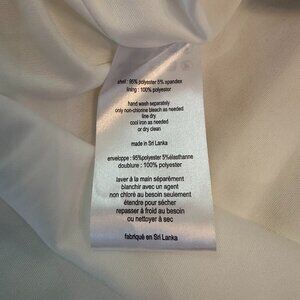 shell : 95% polyester 5% spandex
lining : 100% polyester
hand wash separately
only non-chlorine bleach as needed
line dry
cool iron as needed
or dry clean
made in Sri Lanka
enveloppe : 95%polyester 5%élasthanne
doublure : 100% polyester
laver à la main séparément
blanchir avec un agent
non chloré au besoin seulement
étendre pour sécher
repasser à froid au besoin
ou nettoyer à sec
fabriqué en Sri Lanka